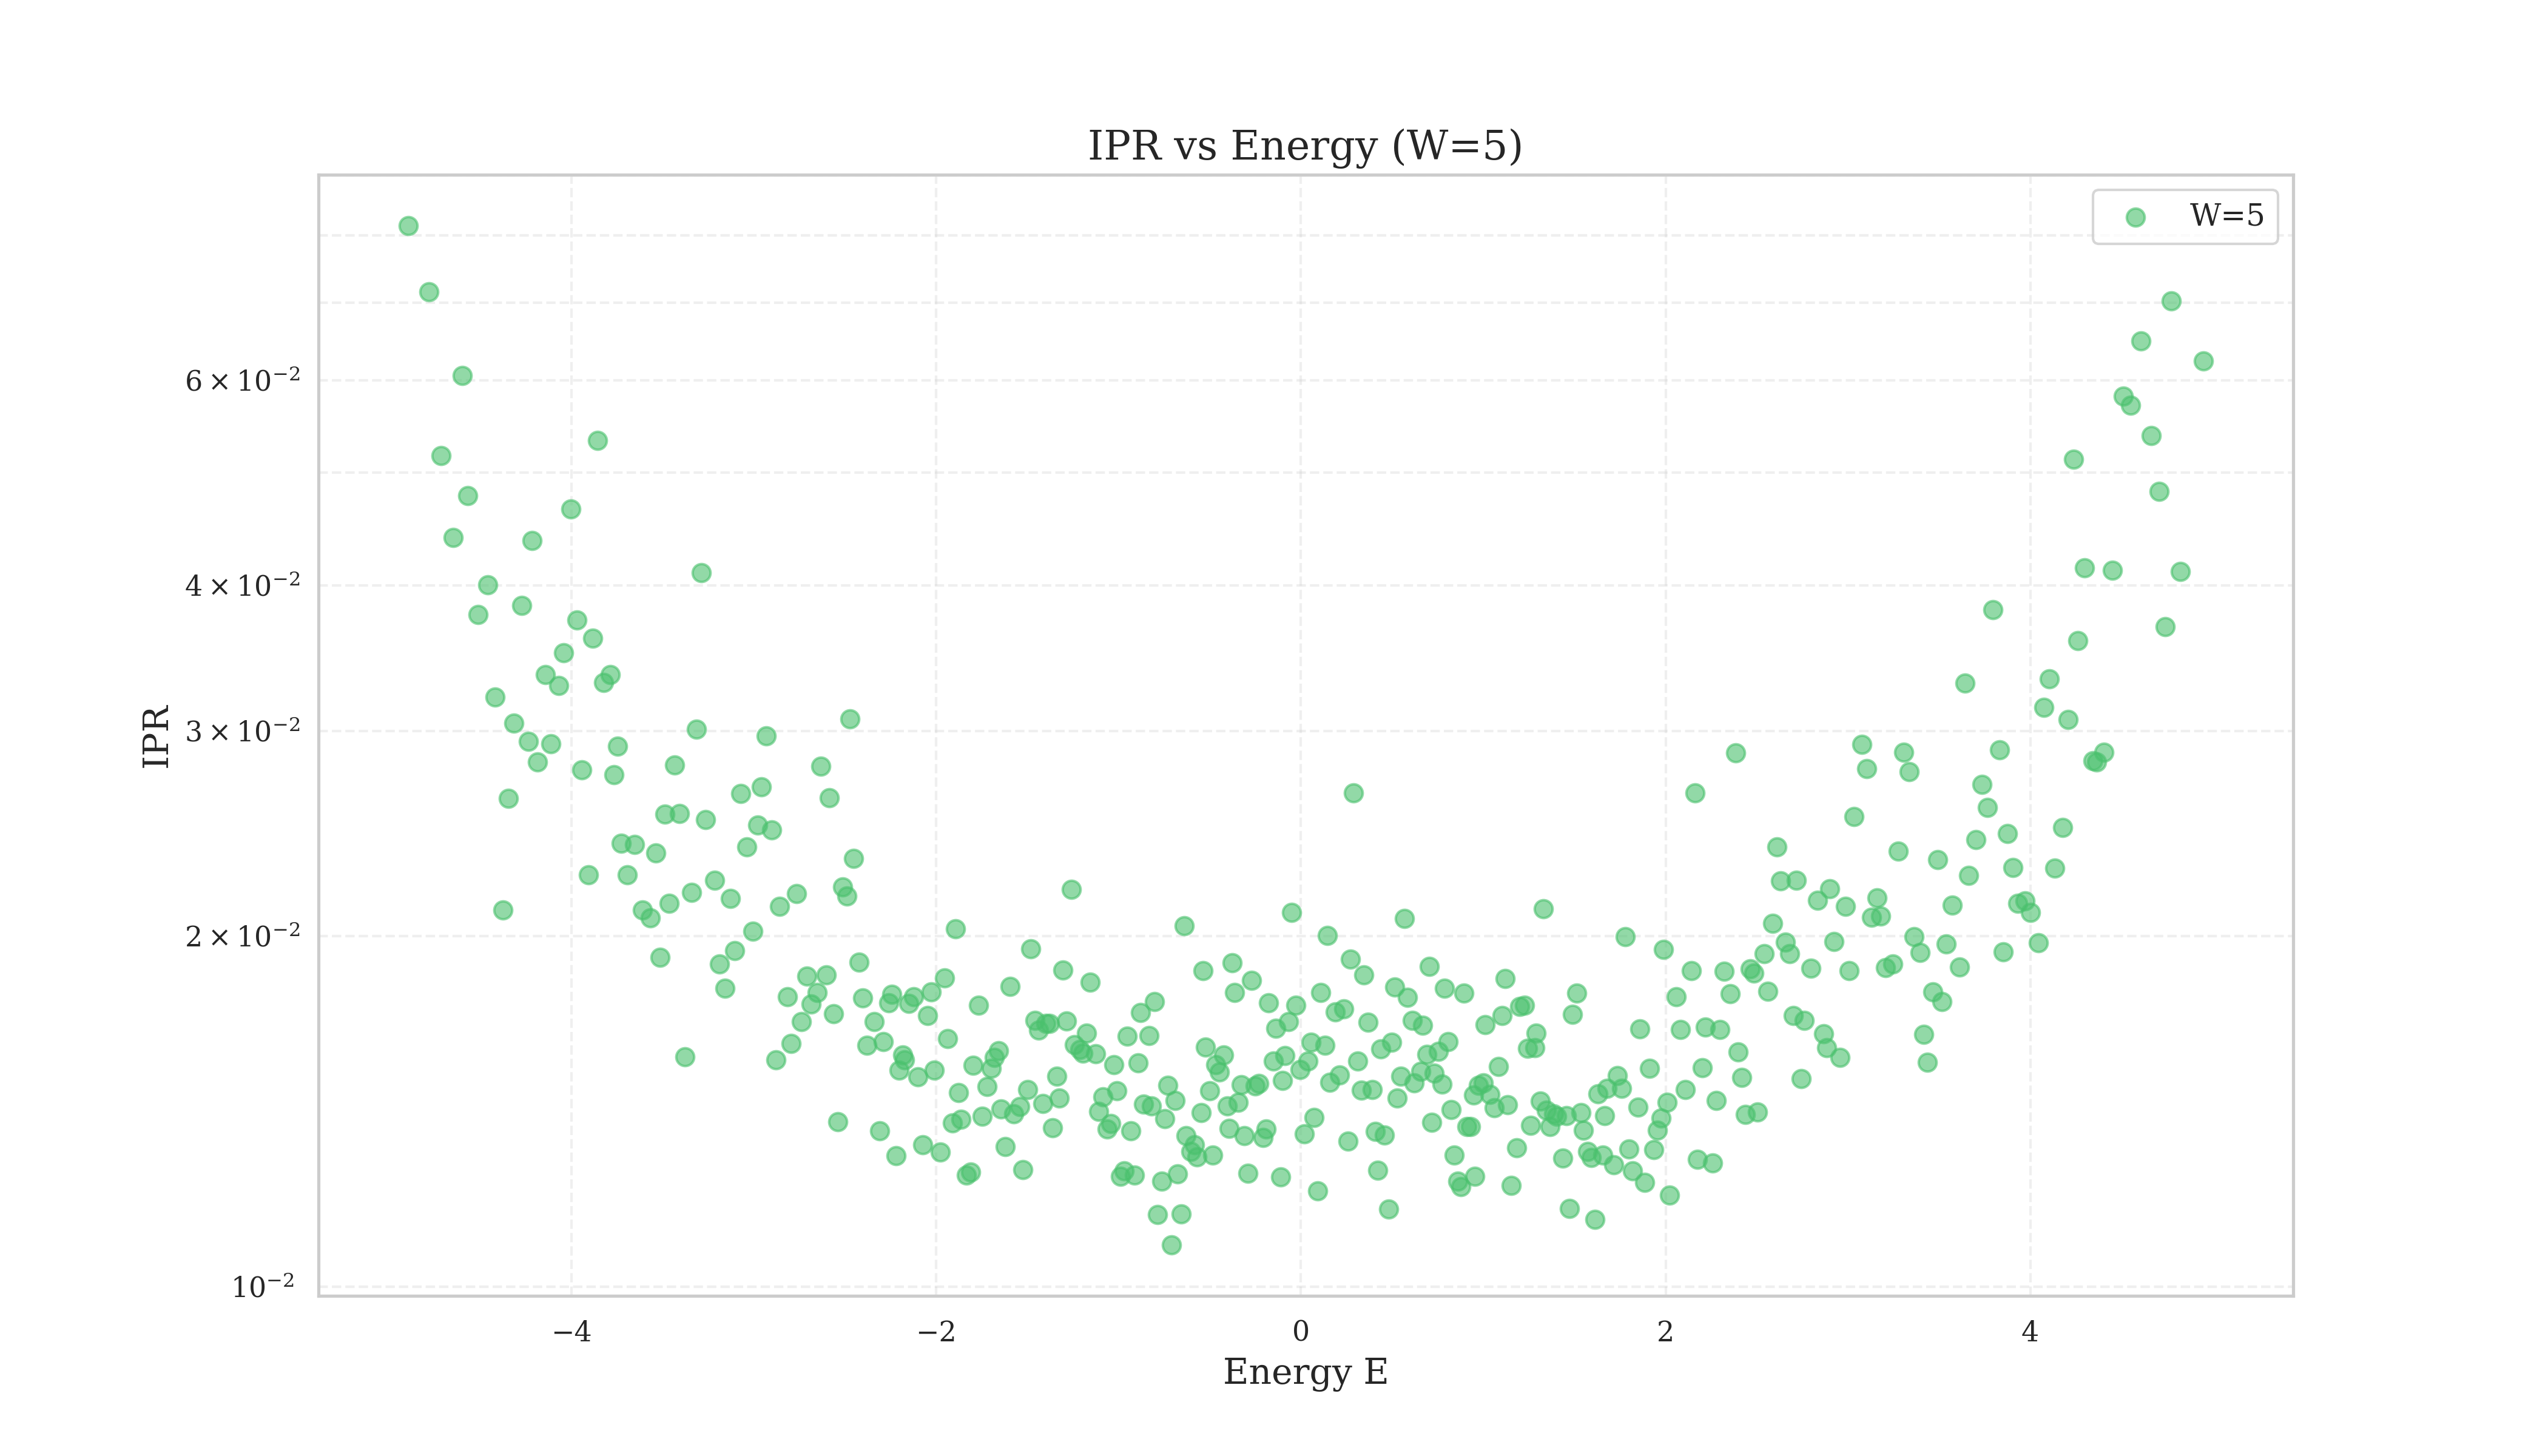 IPR vs Energy (W=5)
W=5
6 × 10⁻²
4 × 10⁻²
3 × 10⁻²
2 × 10⁻²
10⁻²
IPR
−4 −2 0 2 4
Energy E